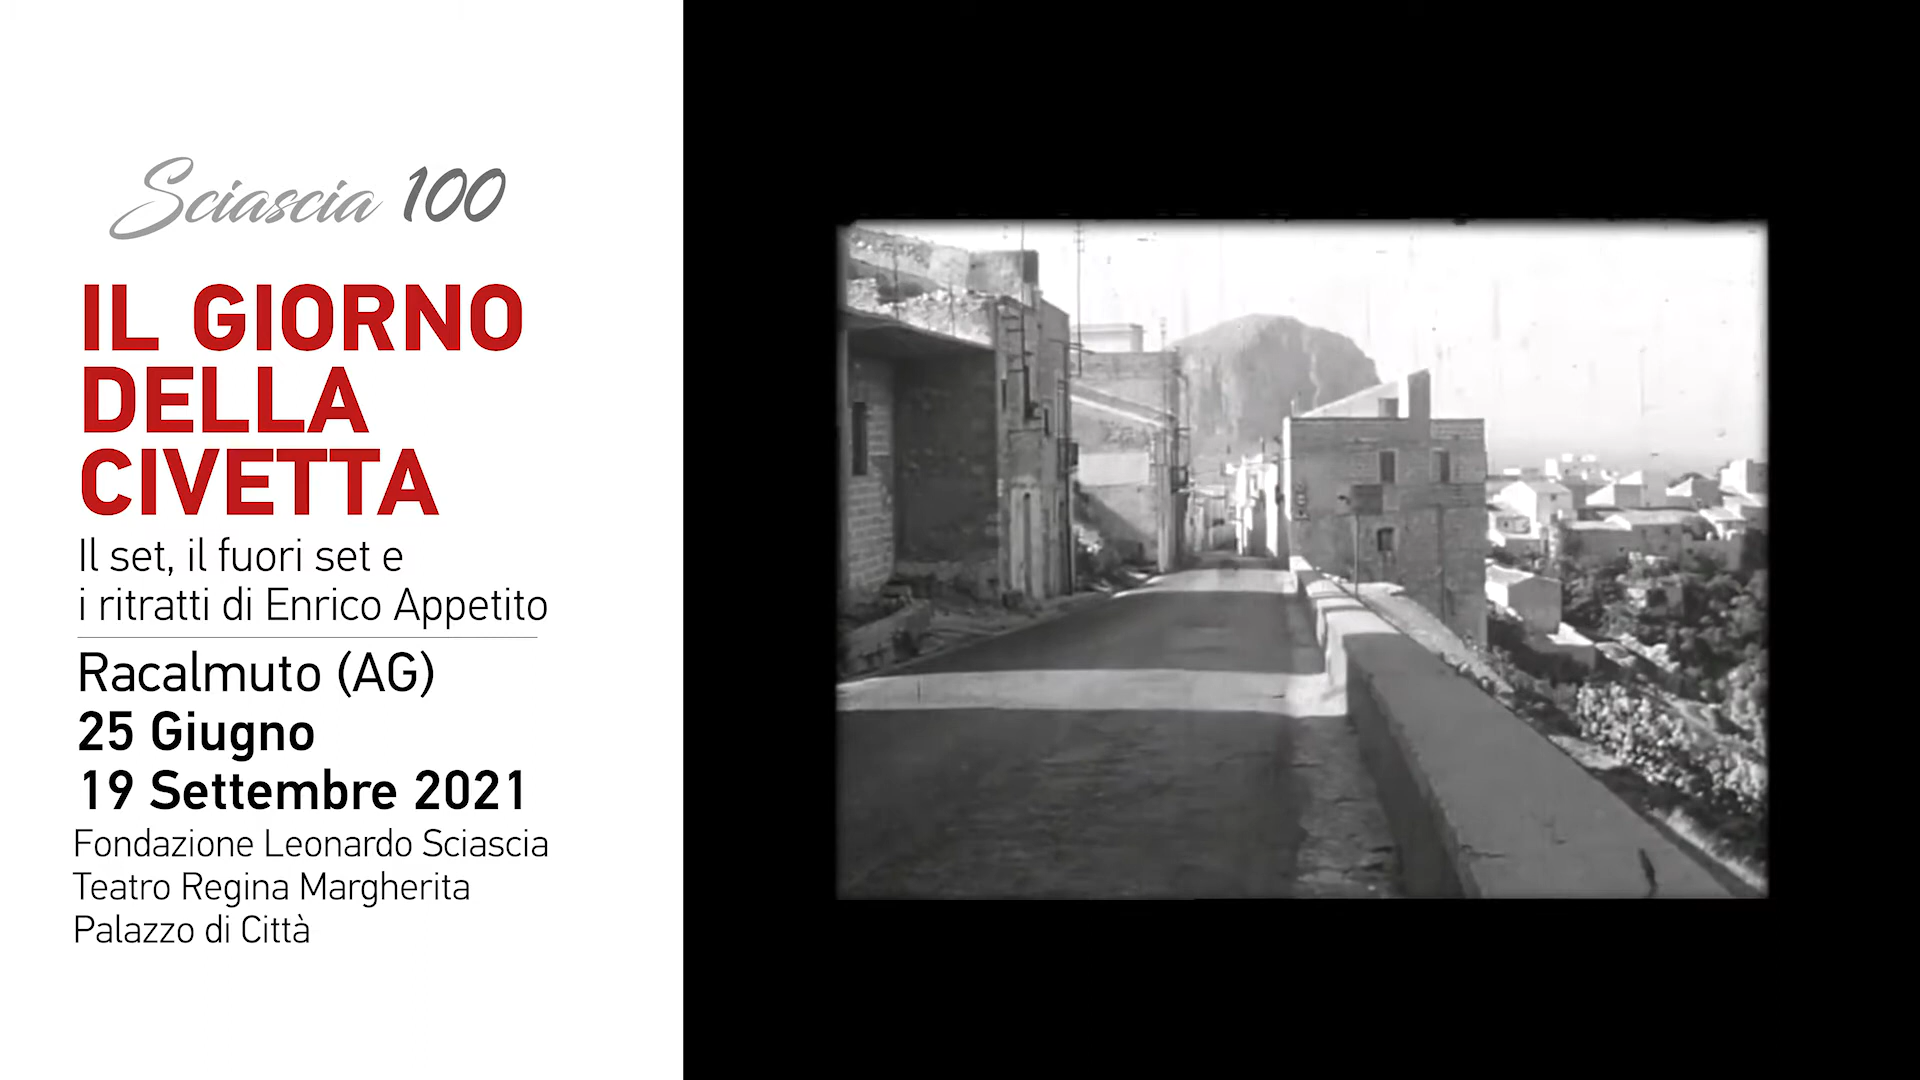 Sciascia 100
IL GIORNO
DELLA
CIVETTA
Il set, il fuori set e
i ritratti di Enrico Appetito
Racalmuto (AG)
25 Giugno
19 Settembre 2021
Fondazione Leonardo Sciascia
Teatro Regina Margherita
Palazzo di Città